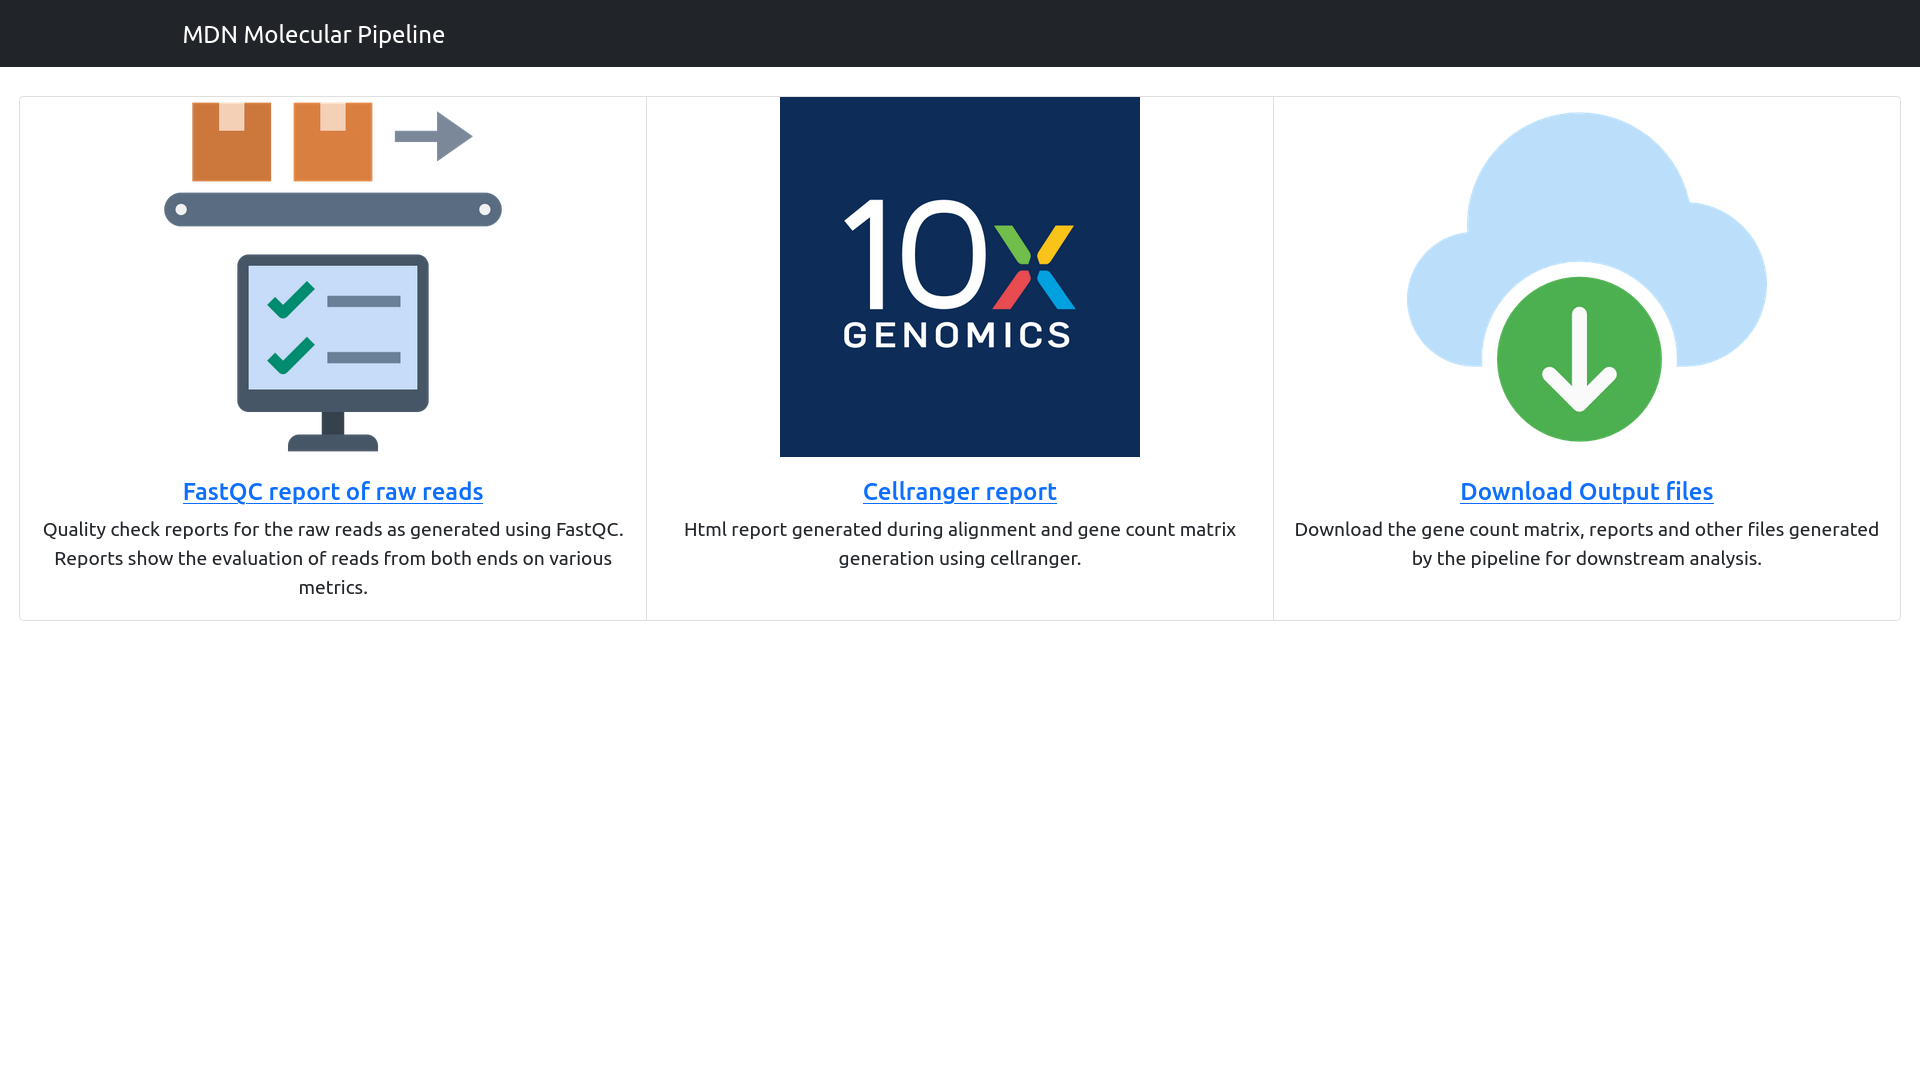 MDN Molecular Pipeline
10x
GENOMICS
FastQC report of raw reads
Quality check reports for the raw reads as generated using FastQC.
Reports show the evaluation of reads from both ends on various
metrics.
Cellranger report
Html report generated during alignment and gene count matrix
generation using cellranger.
Download Output files
Download the gene count matrix, reports and other files generated
by the pipeline for downstream analysis.